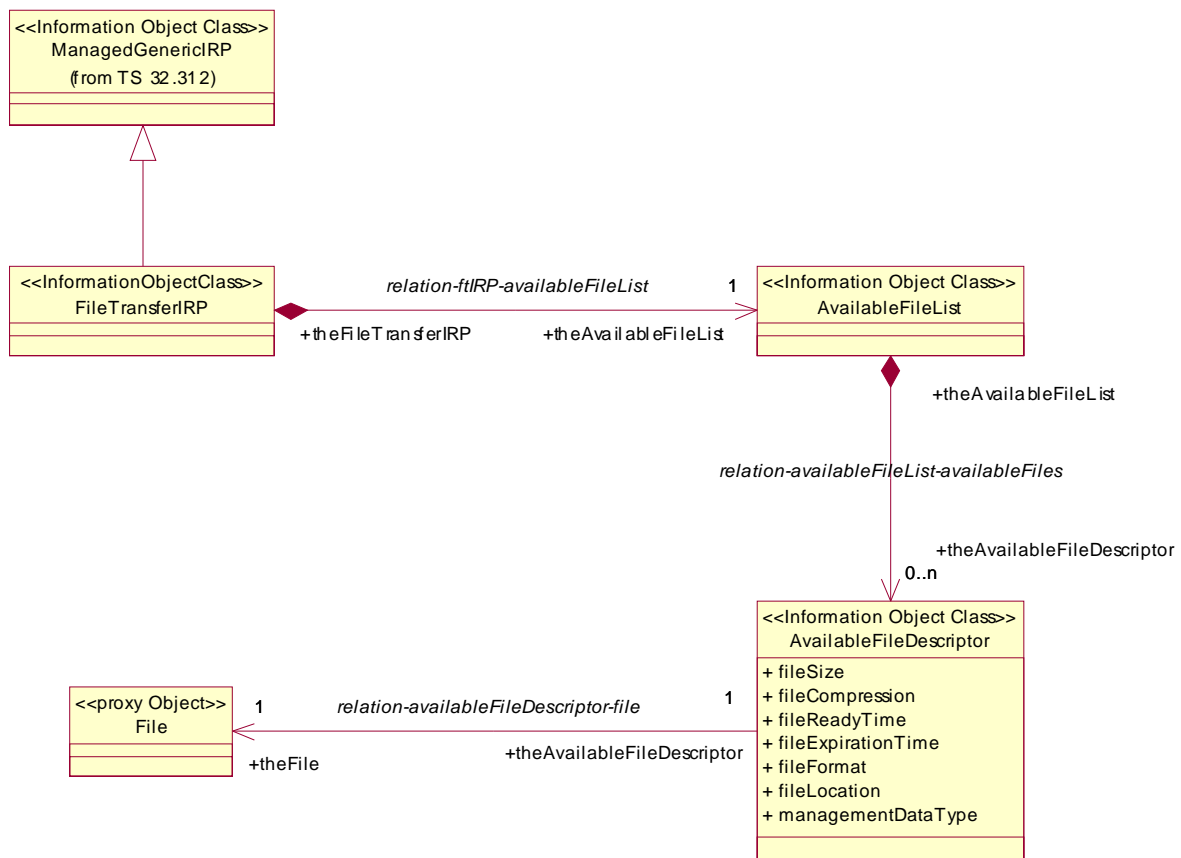 <<Information Object Class>>
ManagedGenericIRP
(from TS 32.312)
<<InformationObjectClass>>
FileTransferIRP
relation-ftIRP-availableFileList
1
+theFileTransferIRP
+theAvailableFileList
<<Information Object Class>>
AvailableFileList
+theAvailableFileList
relation-availableFileList-availableFiles
+theAvailableFileDescriptor
0..n
<<Information Object Class>>
AvailableFileDescriptor
+ fileSize
+ fileCompression
+ fileReadyTime
+ fileExpirationTime
+ fileFormat
+ fileLocation
+ managementDataType
<<proxy Object>>
File
1
relation-availableFileDescriptor-file
1
+theFile
+theAvailableFileDescriptor